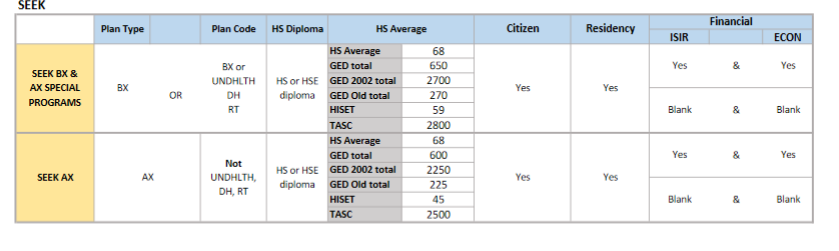 SEEK
Plan Type Plan Code HS Diploma HS Average Citizen Residency Financial
ISIR ECON
SEEK BX &
AX SPECIAL
PROGRAMS
BX
OR
BX or
UNDHLTH
DH
RT
HS or HSE
diploma
HS Average 68
GED total 650
GED 2002 total 2700
GED Old total 270
HISET 59
TASC 2800
Yes
Yes
Yes & Yes
Blank & Blank
SEEK AX
AX
Not
UNDHLTH,
DH, RT
HS or HSE
diploma
HS Average 68
GED total 600
GED 2002 total 2250
GED Old total 225
HISET 45
TASC 2500
Yes
Yes
Yes & Yes
Blank & Blank